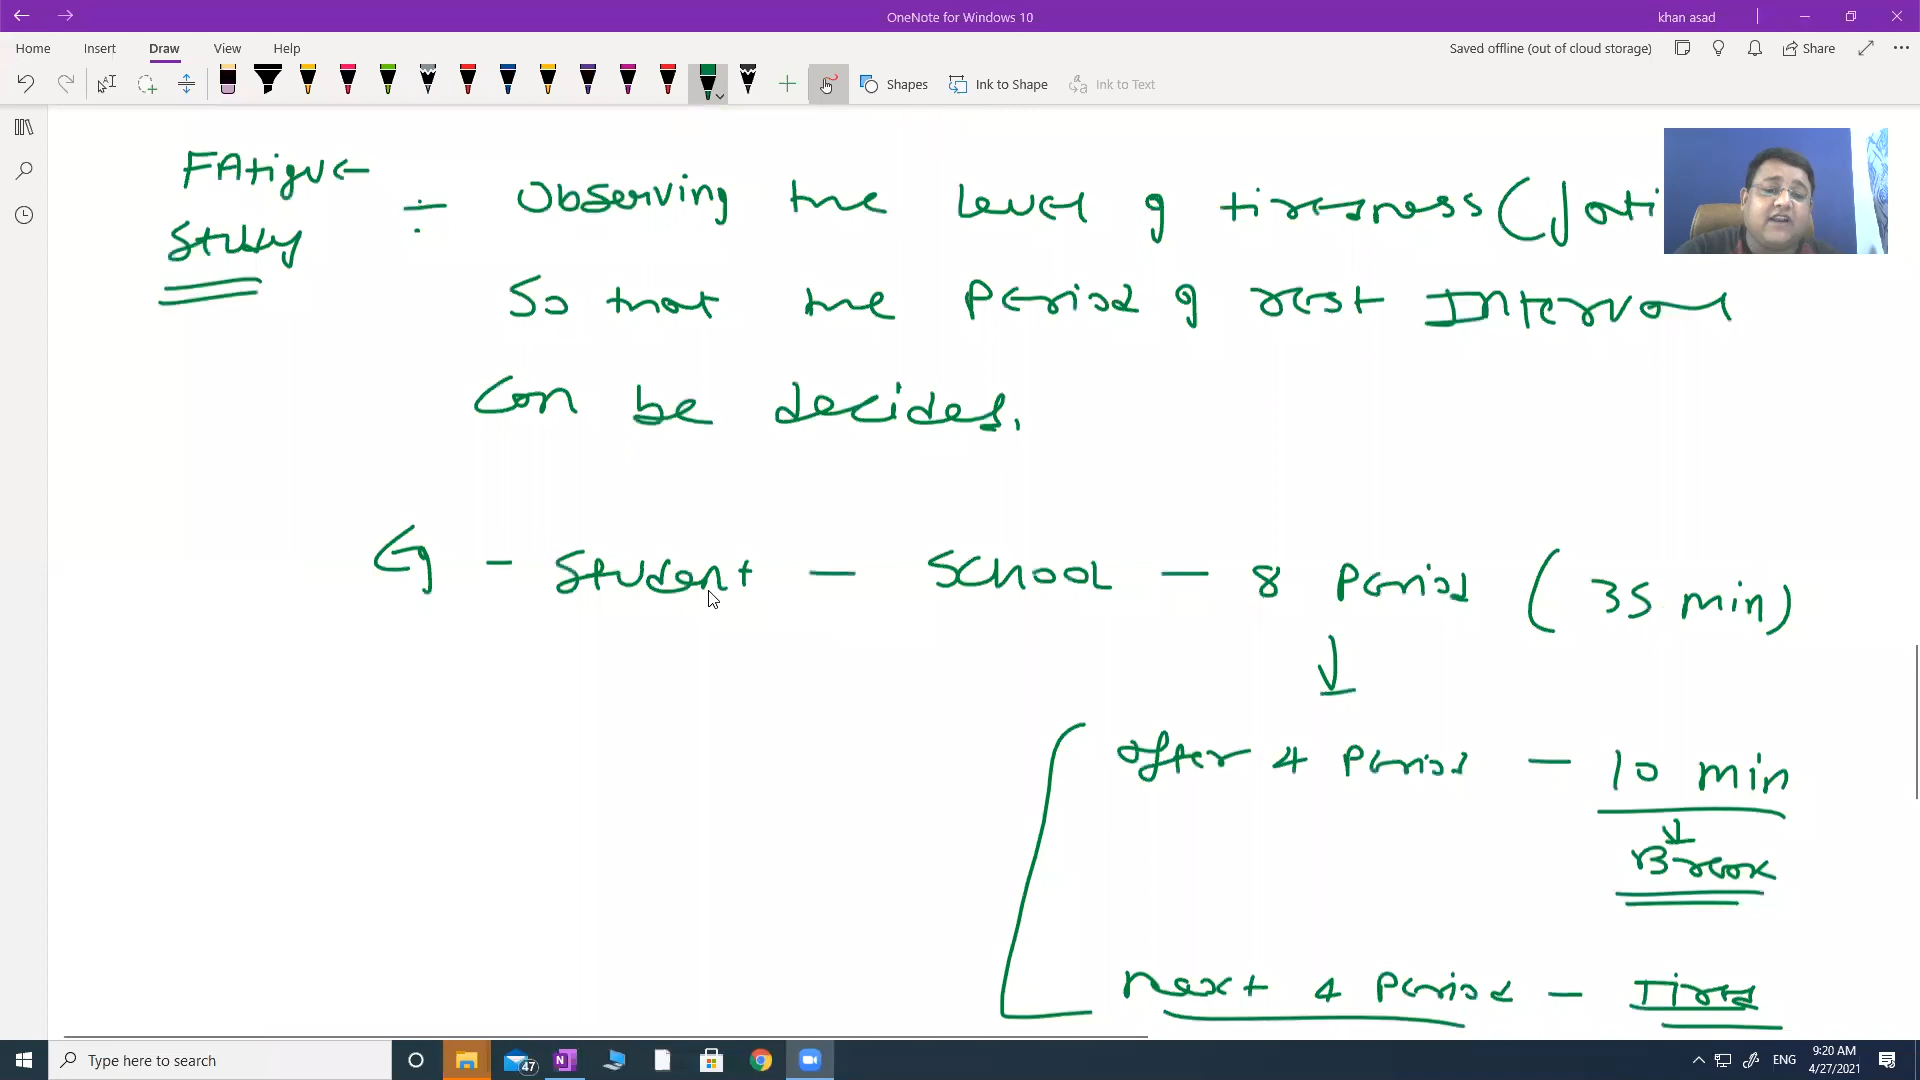 OneNote for Windows 10
khan asad
Home Insert Draw View Help
Saved offline (out of cloud storage)
Share
Shapes
Ink to Shape
Ink to Text
FAtigue
Study
÷ Observing the level of tiredness (
So that the Period of rest Interval
Can be decided.
Eg - Student - School - 8 Period (35 min)
after 4 Period - 10 min
Break
Next 4 Period - Tired
Type here to search
47
ENG
9:20 AM
4/27/2021